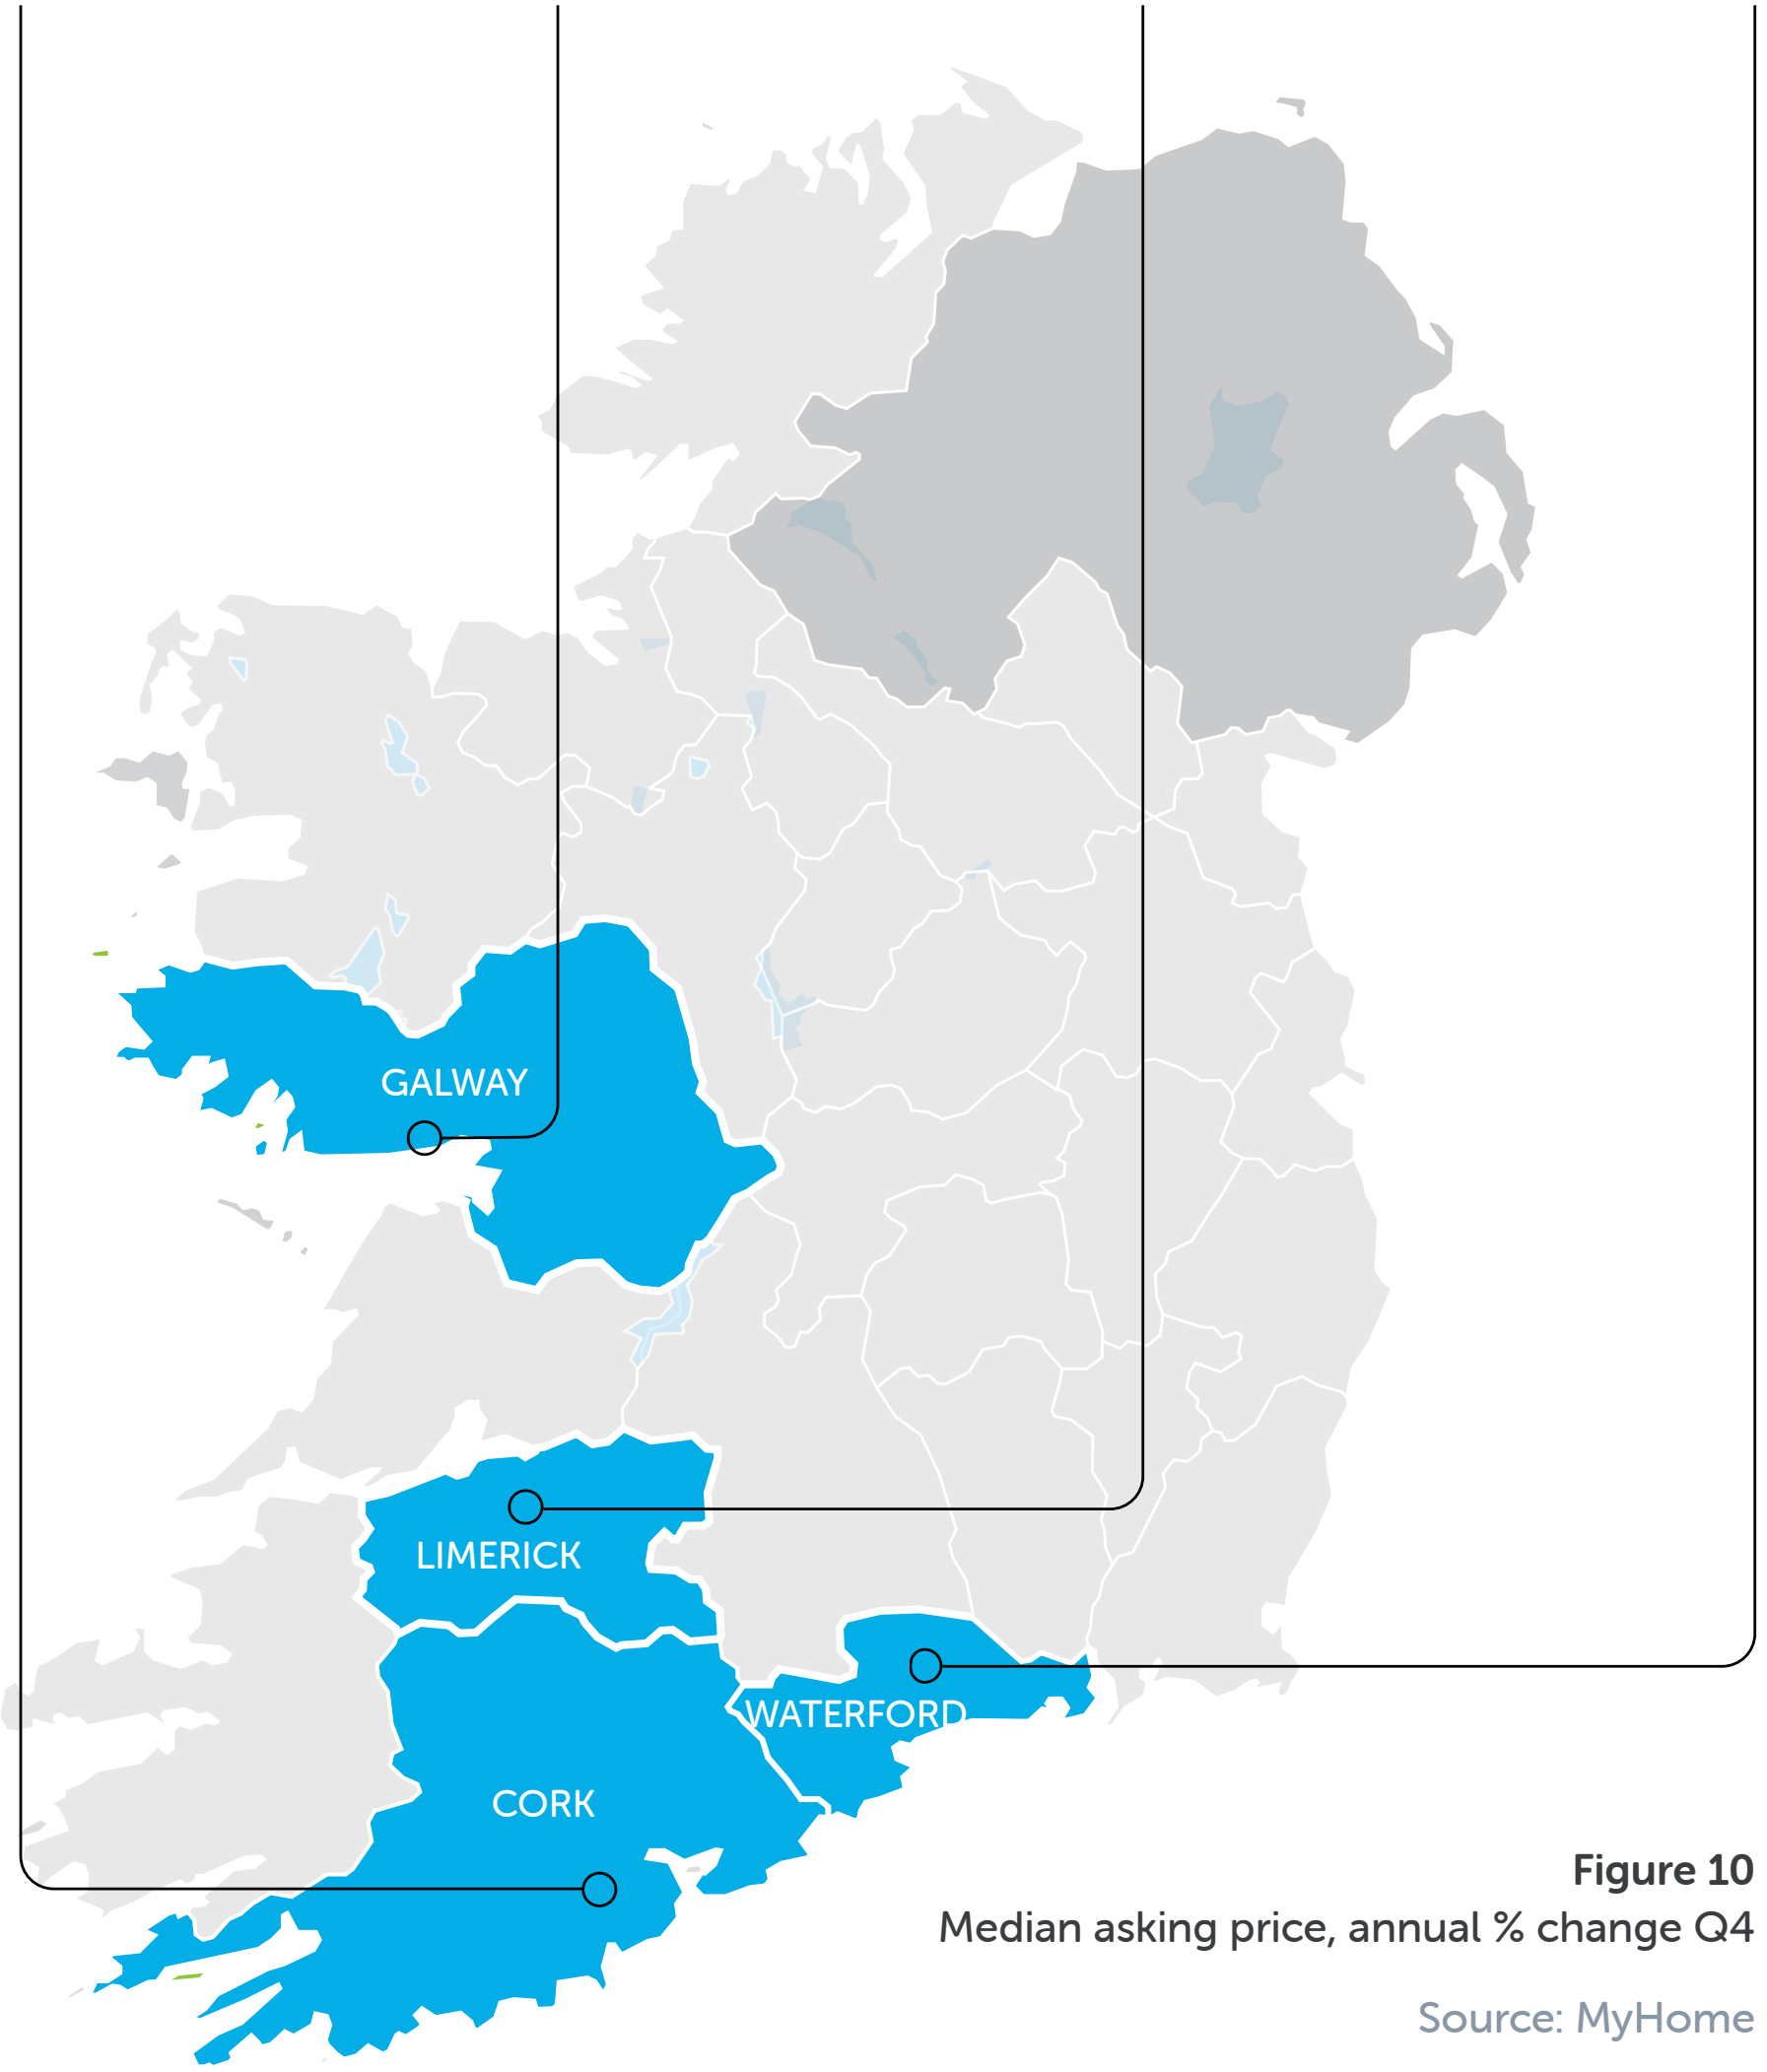 GALWAY
LIMERICK
WATERFORD
CORK
Figure 10
Median asking price, annual % change Q4
Source: MyHome